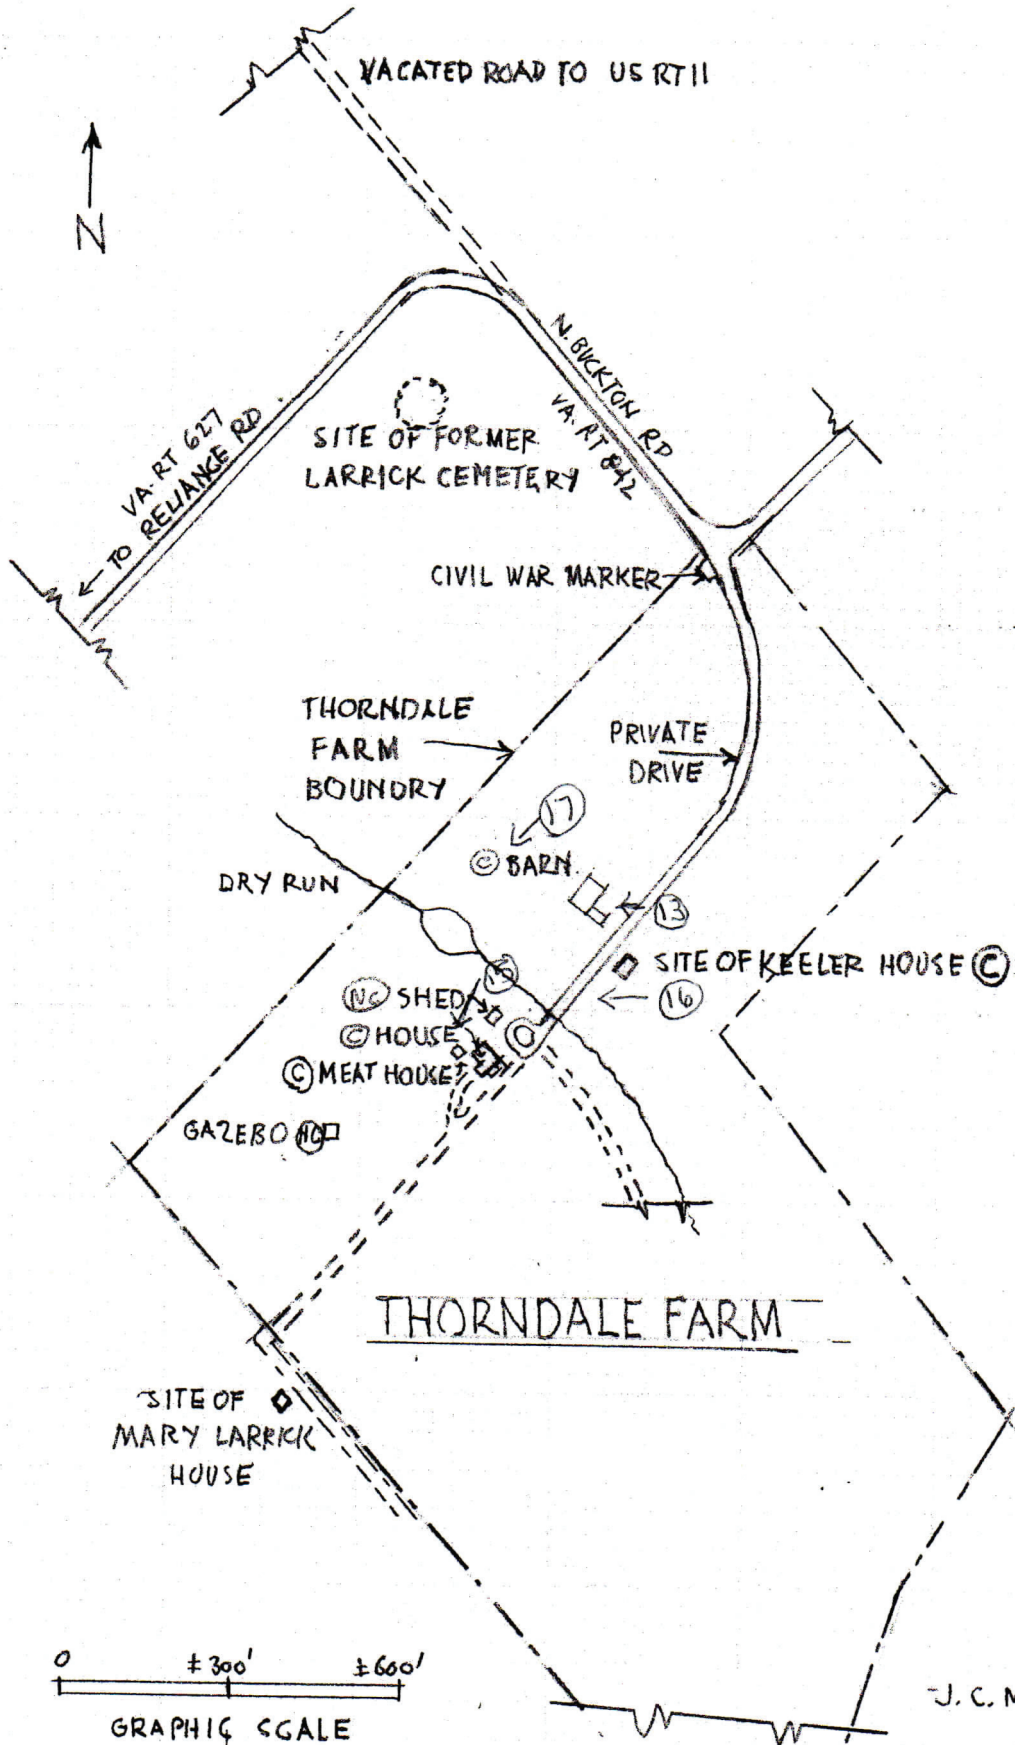 VACATED ROAD TO US RT 11
N
N. BUCKTON RD
VA. RT 842
VA. RT 627
TO RELIANCE RD
SITE OF FORMER
LARRICK CEMETERY
CIVIL WAR MARKER
THORNDALE
FARM
BOUNDRY
PRIVATE
DRIVE
17
C BARN
DRY RUN
13
SITE OF KEELER HOUSE C
16
NC SHED
C HOUSE
C MEAT HOUSE
GAZEBO NC
THORNDALE FARM
SITE OF
MARY LARRICK
HOUSE
0 ±300' ±600'
GRAPHIC SCALE
J. C.